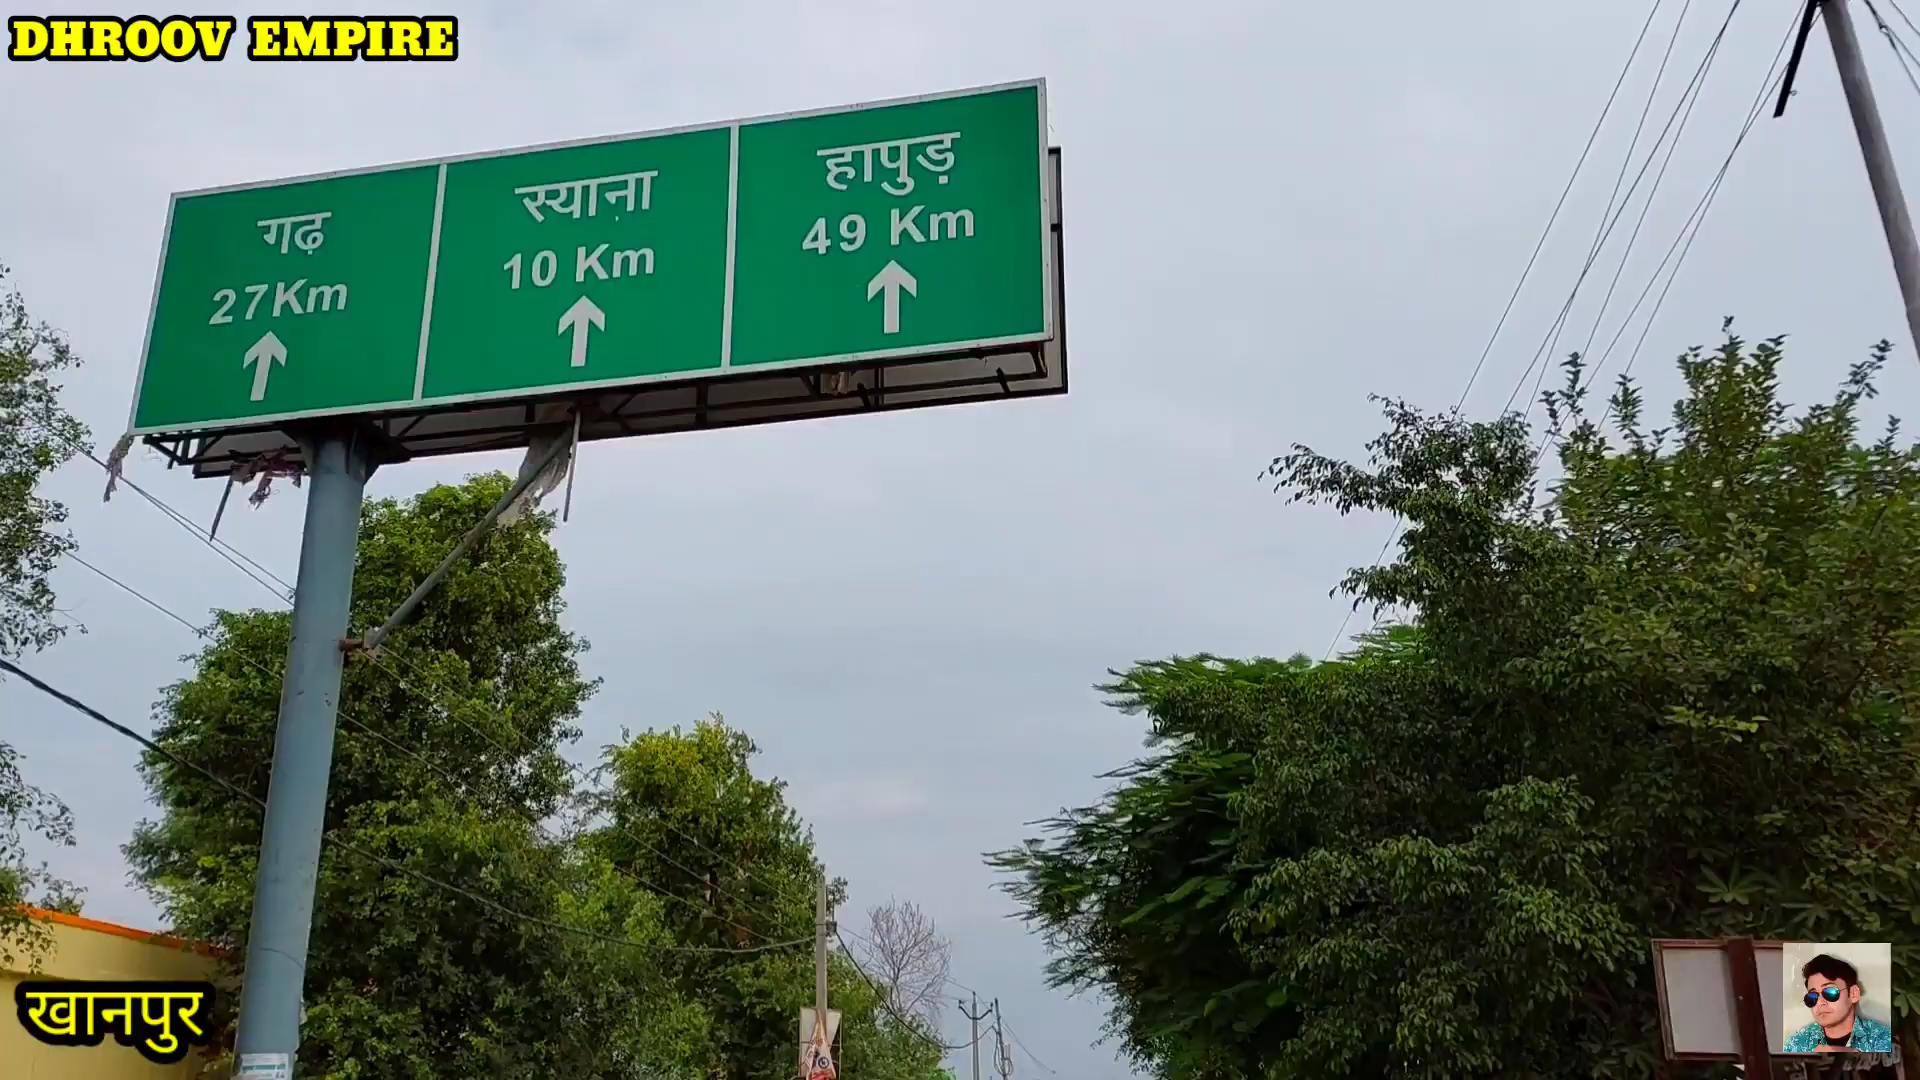 DHROOV EMPIRE
गढ़
27Km
स्याना
10 Km
हापुड़
49 Km
खानपुर